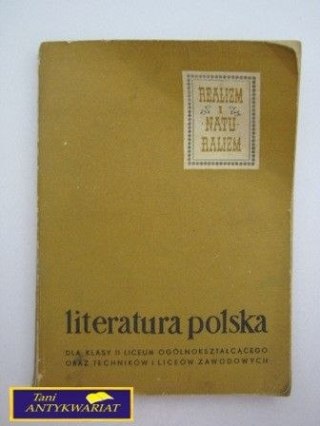 REALIZM
I
NATU
RALIZM
literatura polska
DLA KLASY II LICEUM OGÓLNOKSZTAŁCĄCEGO
ORAZ TECHNIKÓW I LICEÓW ZAWODOWYCH
Tani
ANTYKWARIAT